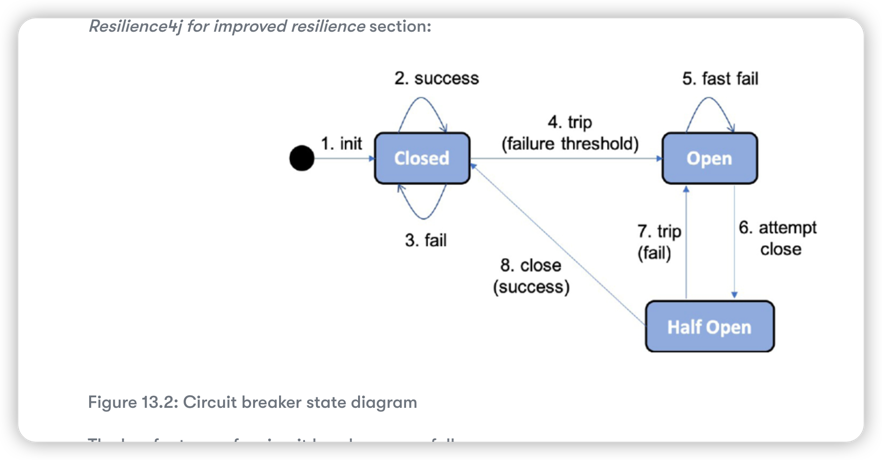 Resilience4j for improved resilience section:
2. success
5. fast fail
4. trip
(failure threshold)
1. init
Closed
Open
3. fail
7. trip
(fail)
6. attempt
close
8. close
(success)
Half Open
Figure 13.2: Circuit breaker state diagram